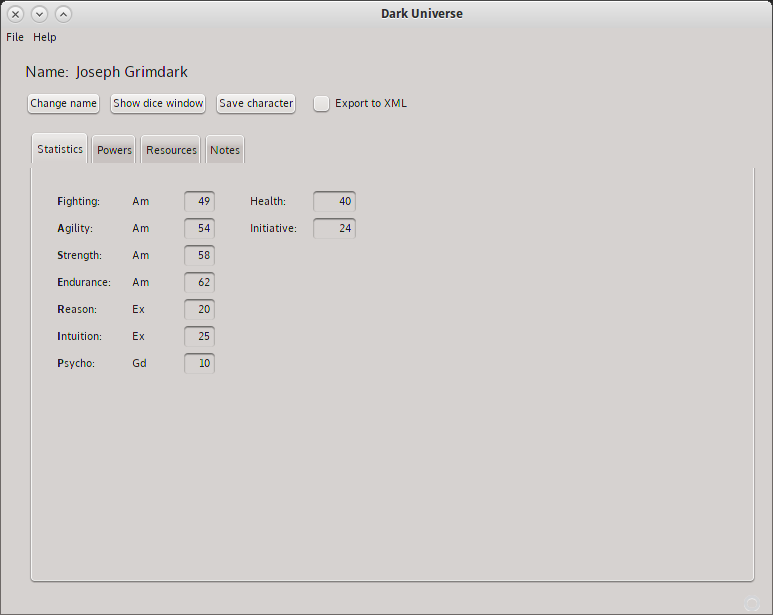 Dark Universe
File Help
Name: Joseph Grimdark
Change name Show dice window Save character Export to XML
Statistics Powers Resources Notes
Fighting: Am 49 Health: 40
Agility: Am 54 Initiative: 24
Strength: Am 58
Endurance: Am 62
Reason: Ex 20
Intuition: Ex 25
Psycho: Gd 10